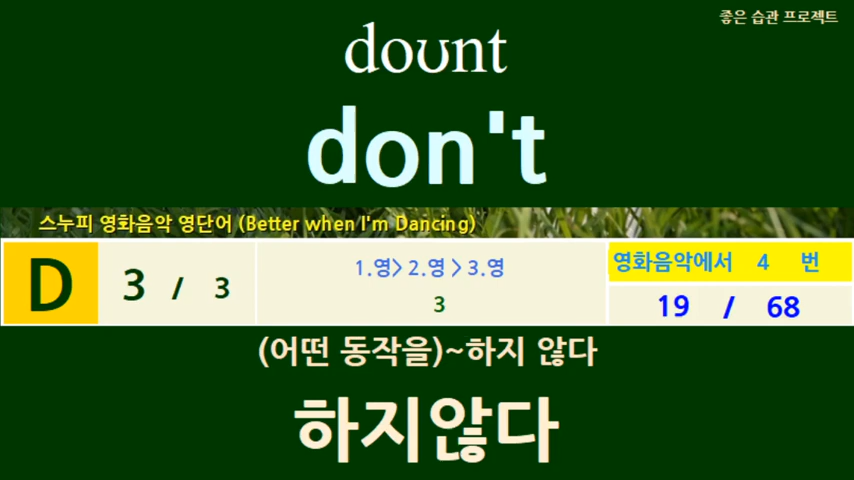 좋은 습관 프로젝트
doʊnt
don't
스누피 영화음악 영단어 (Better when I'm Dancing)
D 3 / 3
1.영> 2.영 > 3.영
3
영화음악에서 4 번
19 / 68
(어떤 동작을)~하지 않다
하지않다